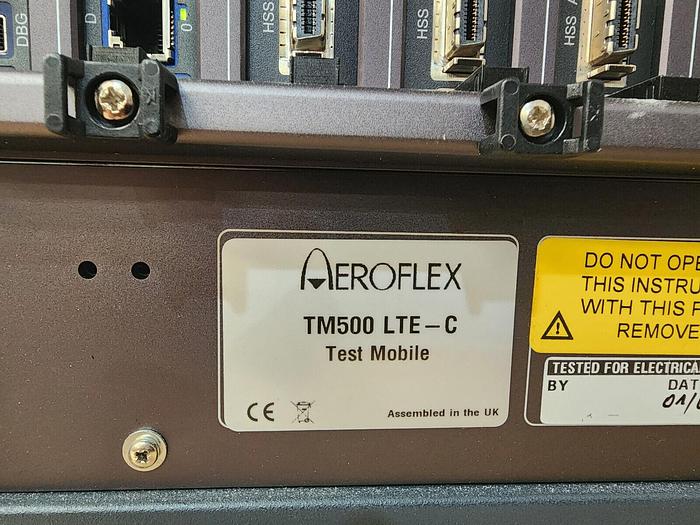 DBG
D
0
HSS
HSS
HSS A
AEROFLEX
TM500 LTE–C
Test Mobile
CE
Assembled in the UK
DO NOT OPE
THIS INSTRU
WITH THIS F
REMOVE
TESTED FOR ELECTRICA
BY DAT
01/